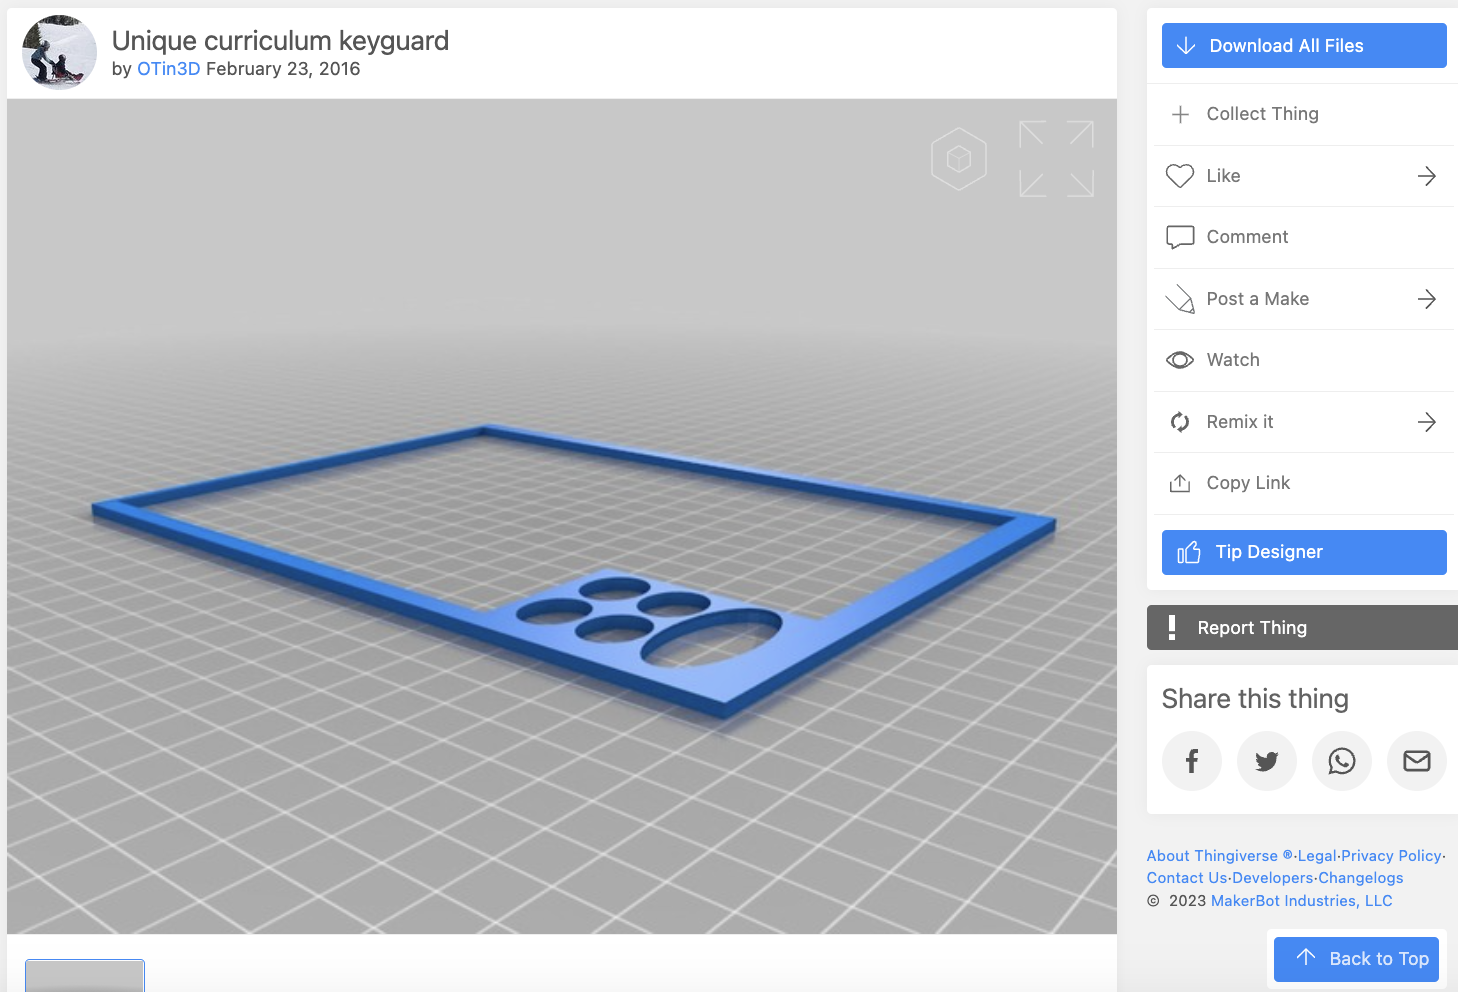 Unique curriculum keyguard
by OTin3D February 23, 2016
Download All Files
Collect Thing
Like
Comment
Post a Make
Watch
Remix it
Copy Link
Tip Designer
Report Thing
Share this thing
About Thingiverse ®·Legal·Privacy Policy·
Contact Us·Developers·Changelogs
© 2023 MakerBot Industries, LLC
Back to Top